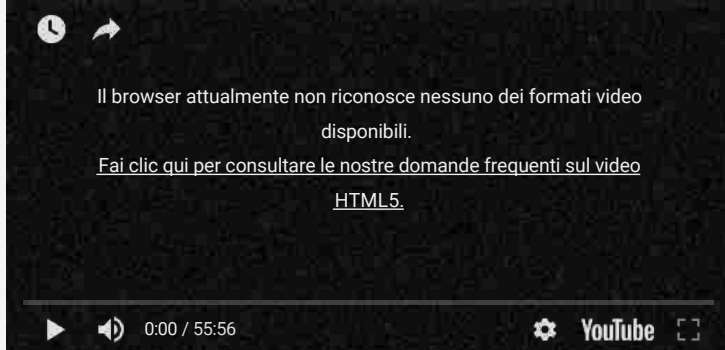 Il browser attualmente non riconosce nessuno dei formati video
disponibili.
Fai clic qui per consultare le nostre domande frequenti sul video
HTML5.
0:00 / 55:56
YouTube